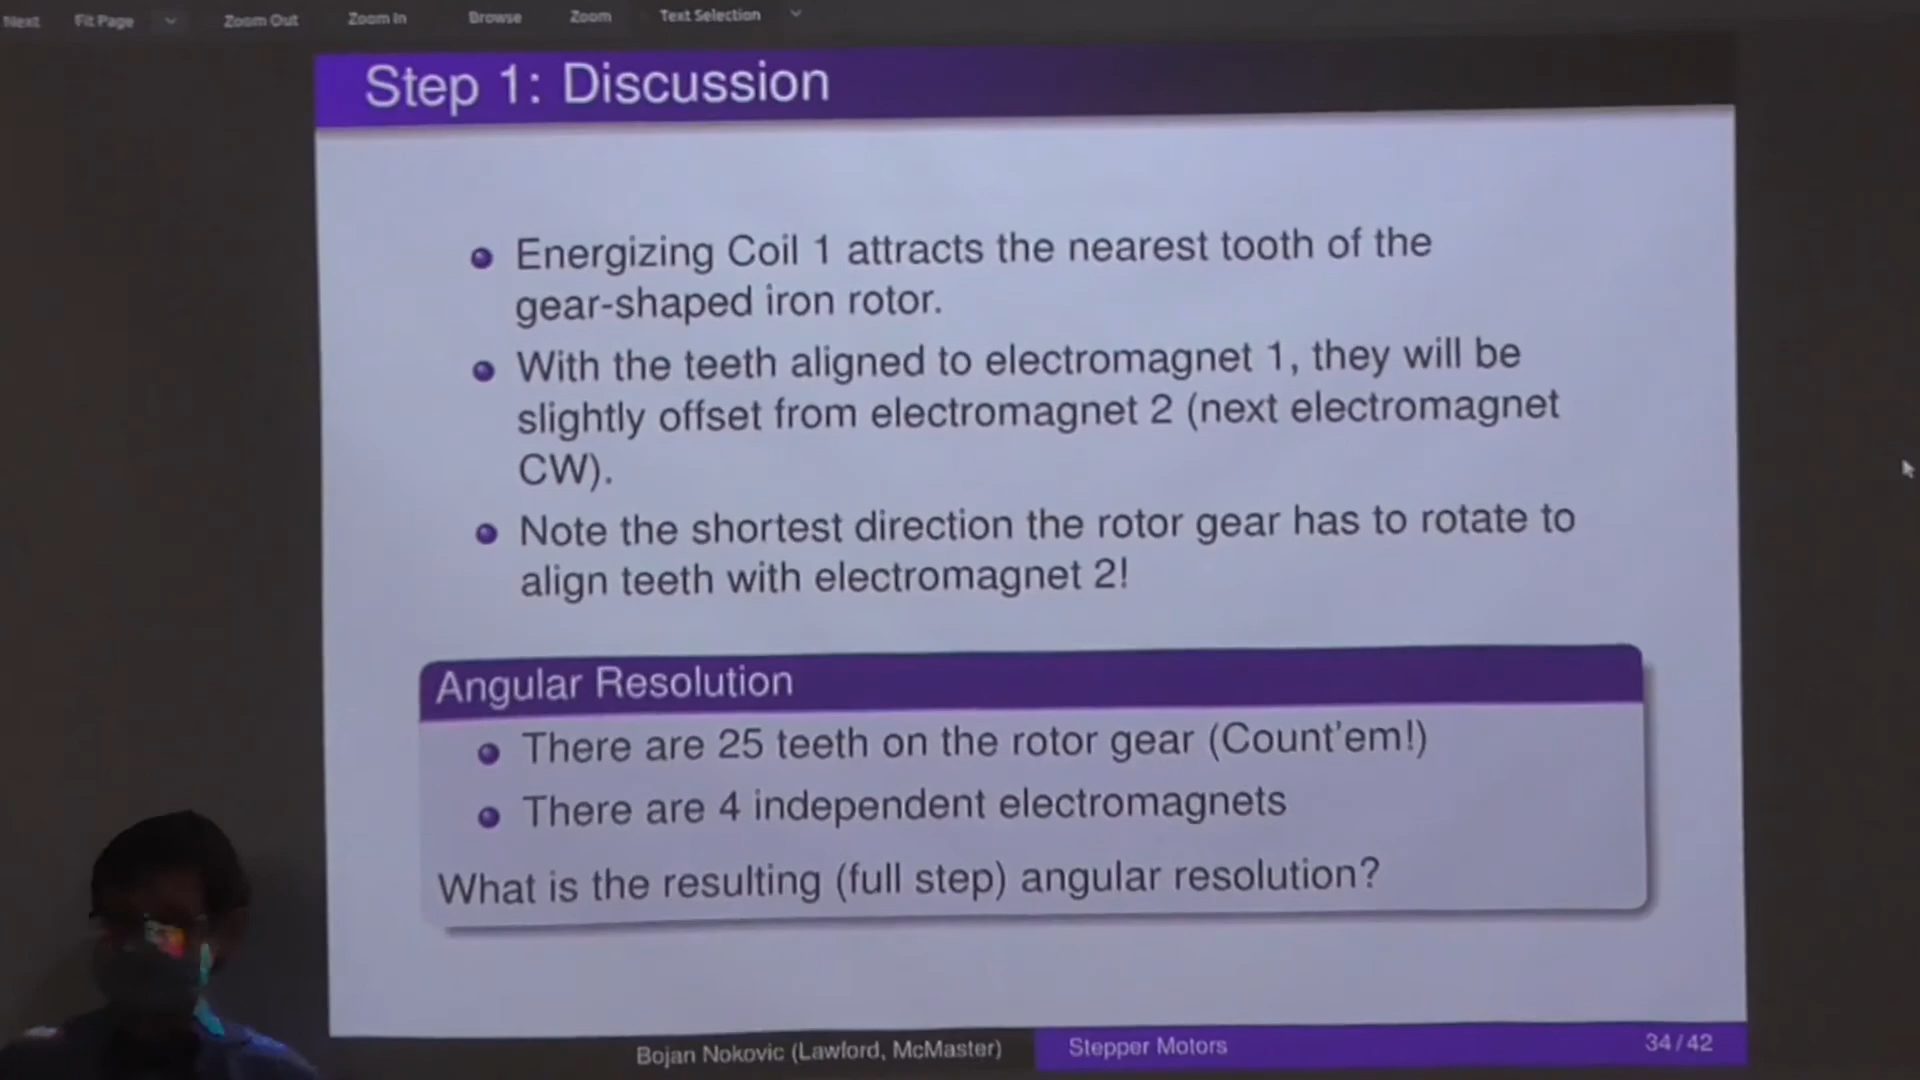 Next Fit Page Zoom Out Zoom In Browse Zoom Text Selection
Step 1: Discussion
Energizing Coil 1 attracts the nearest tooth of the
gear-shaped iron rotor.
With the teeth aligned to electromagnet 1, they will be
slightly offset from electromagnet 2 (next electromagnet
CW).
Note the shortest direction the rotor gear has to rotate to
align teeth with electromagnet 2!
Angular Resolution
There are 25 teeth on the rotor gear (Count'em!)
There are 4 independent electromagnets
What is the resulting (full step) angular resolution?
Bojan Nokovic (Lawford, McMaster) Stepper Motors 34/42